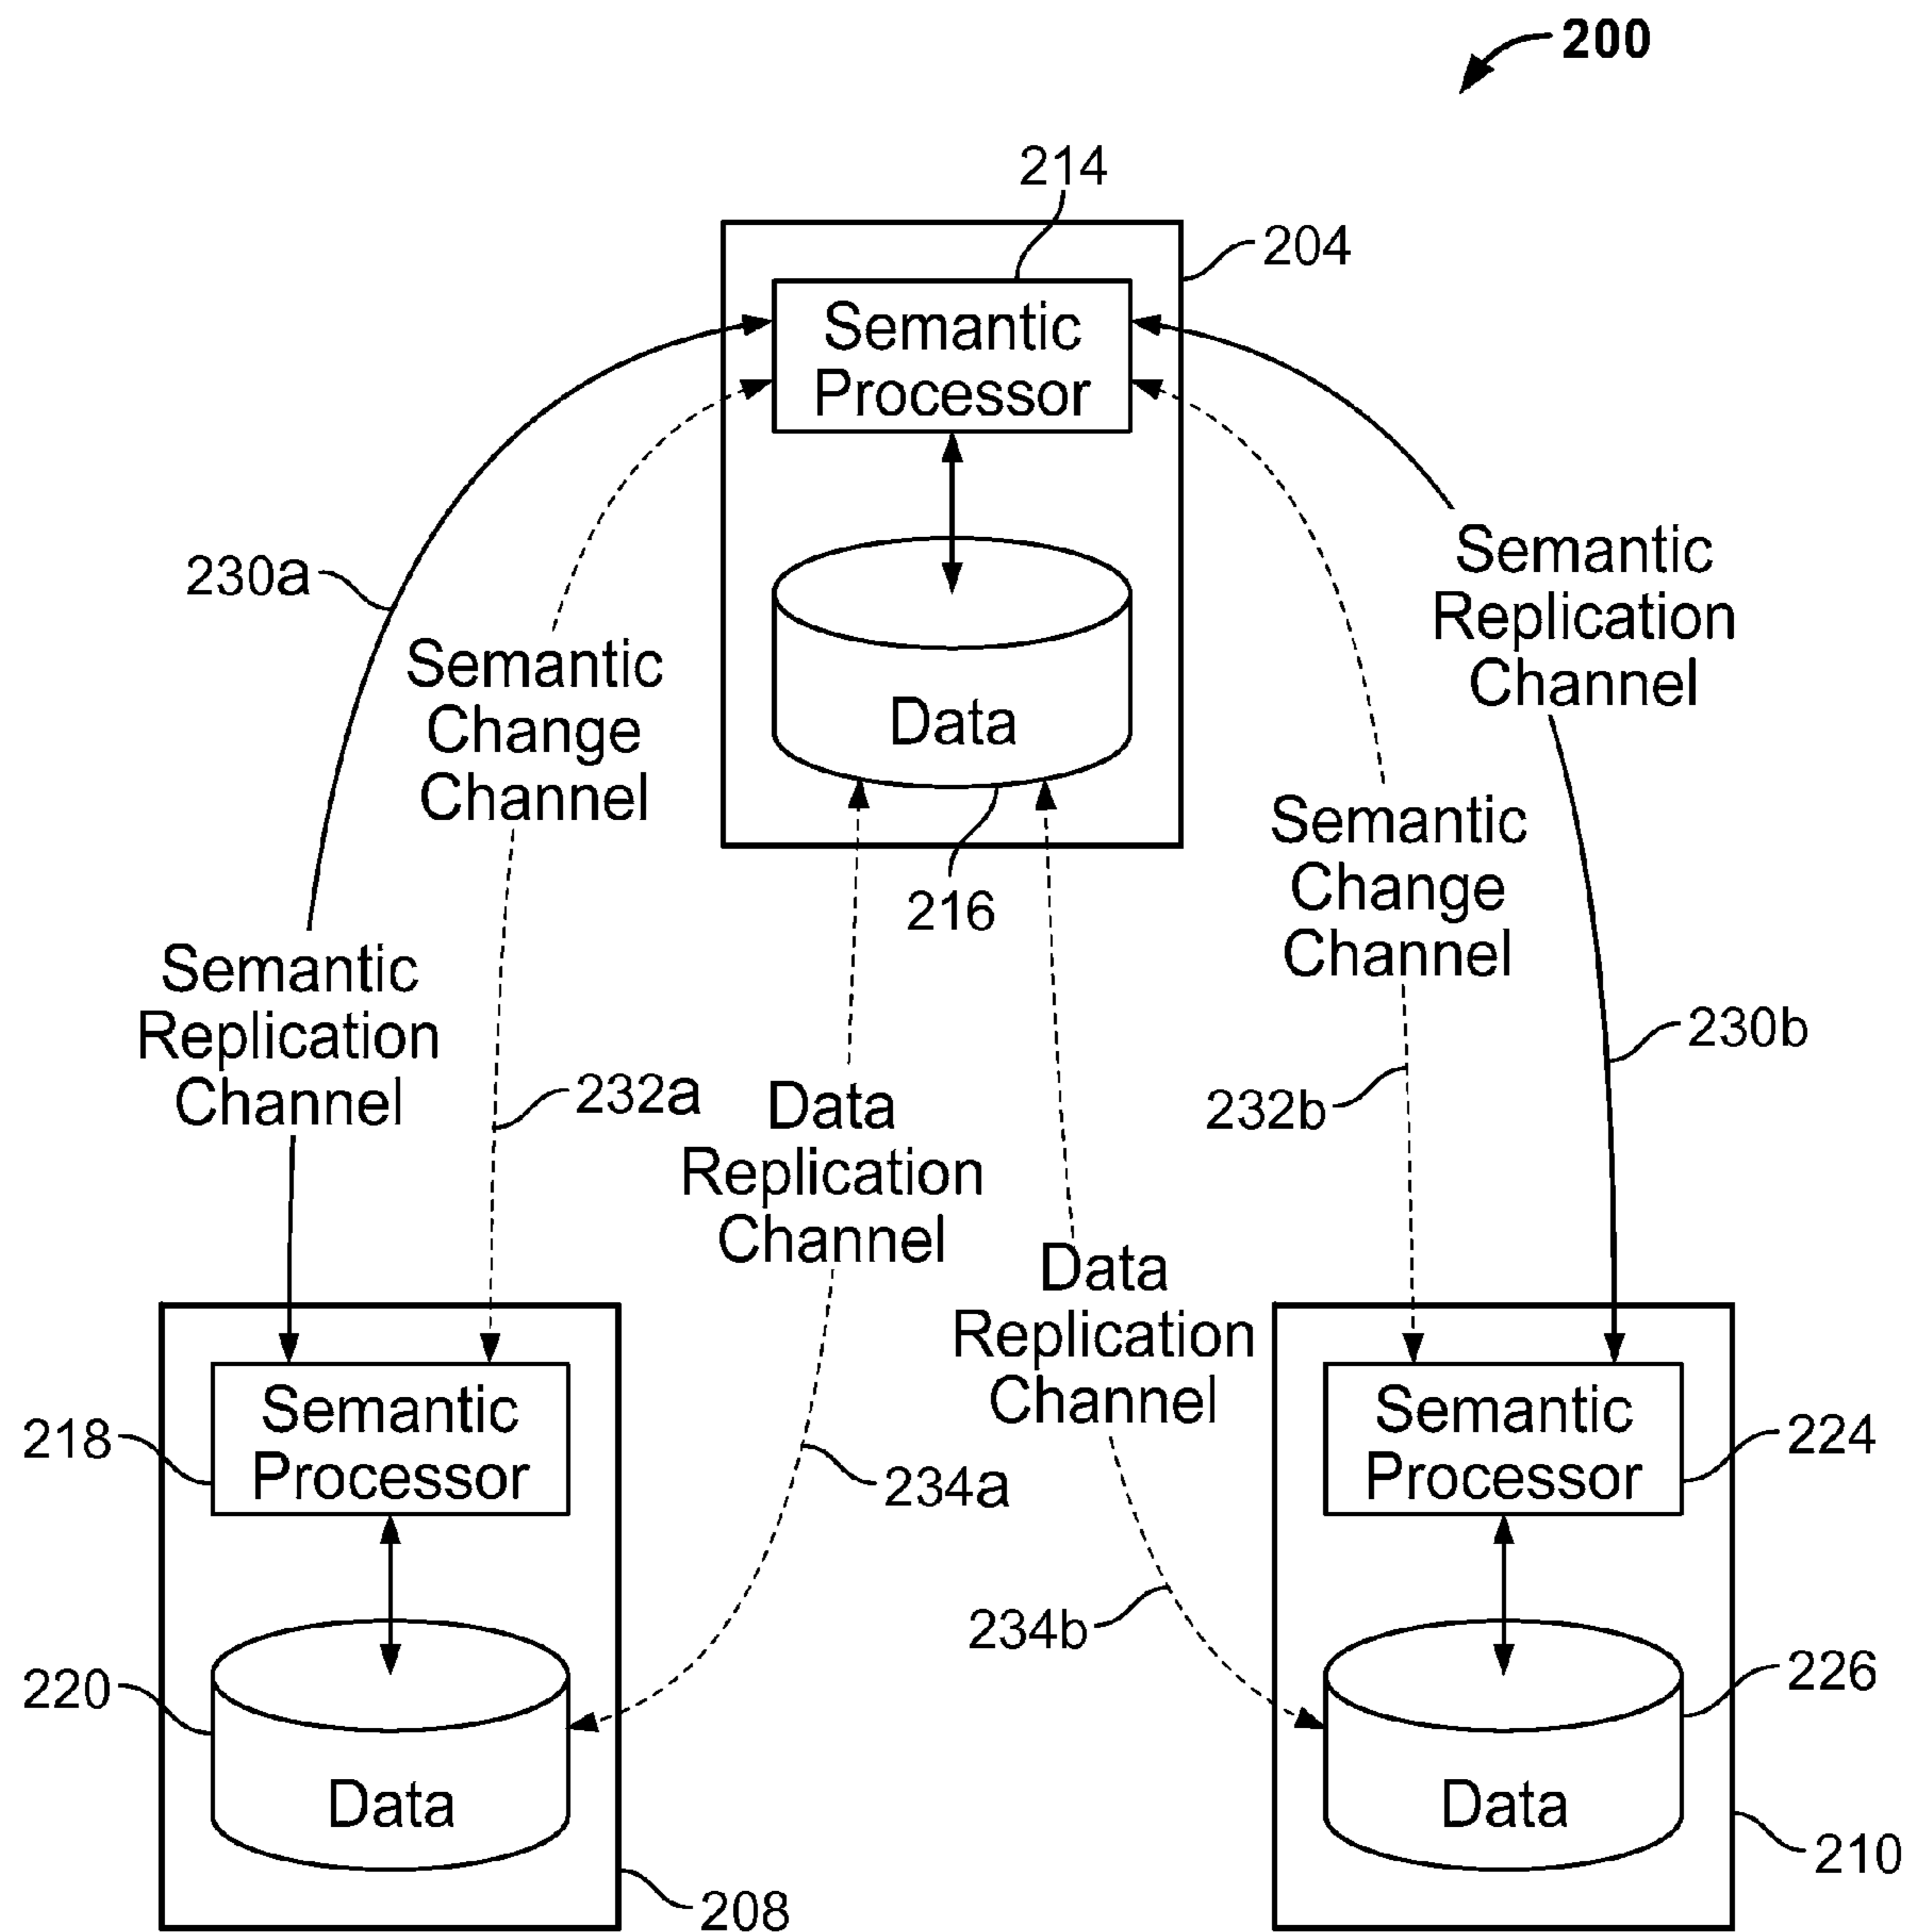 200
214
204
Semantic
Processor
230a
Semantic
Replication
Channel
Semantic
Change
Channel
Data
216
Semantic
Change
Channel
Semantic
Replication
Channel
230b
232a
Data
Replication
Channel
232b
Data
Replication
Channel
218
Semantic
Processor
234a
Semantic
Processor
224
234b
220
Data
226
Data
208
210